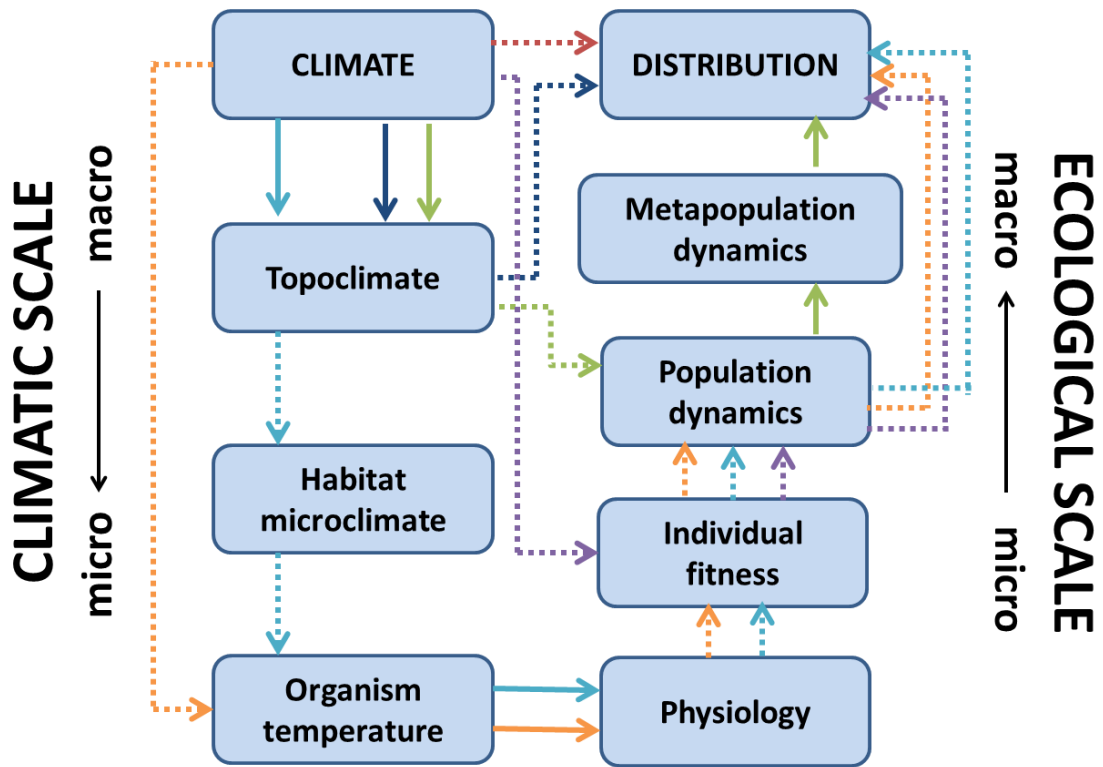 CLIMATIC SCALE
macro
micro
CLIMATE
Topoclimate
Habitat
microclimate
Organism
temperature
DISTRIBUTION
Metapopulation
dynamics
Population
dynamics
Individual
fitness
Physiology
macro
micro
ECOLOGICAL SCALE